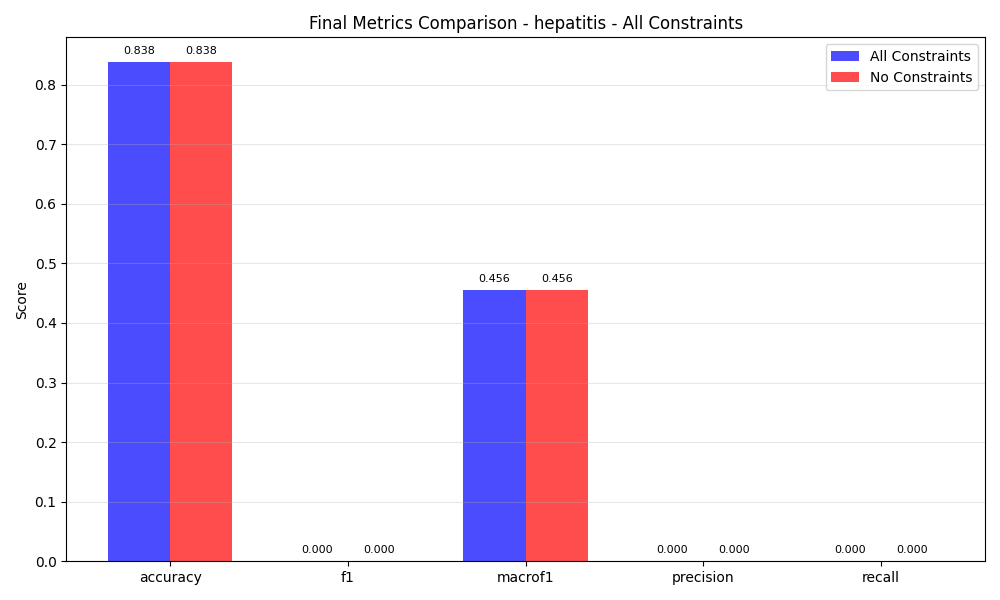 Final Metrics Comparison - hepatitis - All Constraints
All Constraints
No Constraints
0.838 0.838
0.456 0.456
0.000 0.000
0.000 0.000
0.000 0.000
Score
0.8
0.7
0.6
0.5
0.4
0.3
0.2
0.1
0.0
accuracy f1 macrof1 precision recall